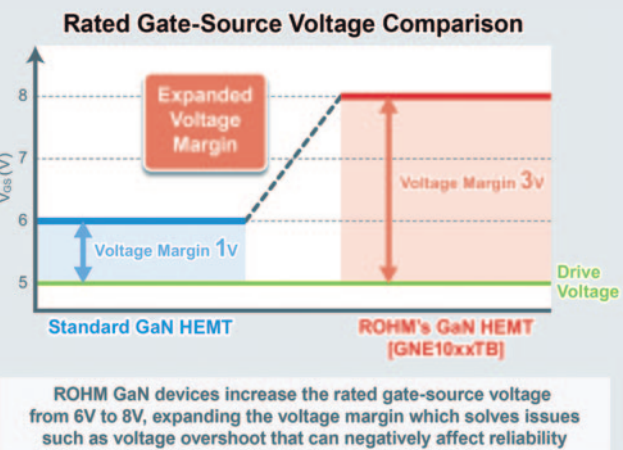 Rated Gate-Source Voltage Comparison
8
7
6
5
VGS (V)
Expanded
Voltage
Margin
Voltage Margin 1V
Voltage Margin 3V
Drive
Voltage
Standard GaN HEMT
ROHM's GaN HEMT
[GNE10xxTB]
ROHM GaN devices increase the rated gate-source voltage
from 6V to 8V, expanding the voltage margin which solves issues
such as voltage overshoot that can negatively affect reliability